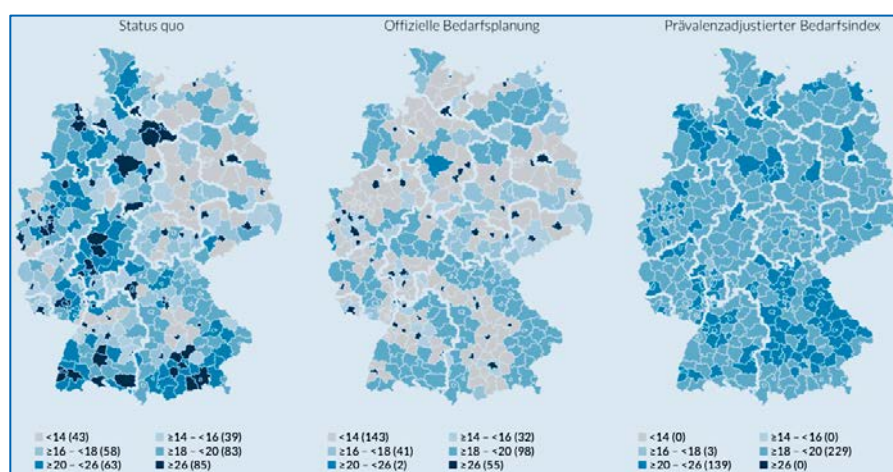 Status quo
Offizielle Bedarfsplanung
Prävalenzadjustierter Bedarfsindex
<14 (43)
≥14 – <16 (39)
≥16 – <18 (58)
≥18 – <20 (83)
≥20 – <26 (63)
≥26 (85)
<14 (143)
≥14 – <16 (32)
≥16 – <18 (41)
≥18 – <20 (98)
≥20 – <26 (2)
≥26 (55)
<14 (0)
≥14 – <16 (0)
≥16 – <18 (3)
≥18 – <20 (229)
≥20 – <26 (139)
≥26 (0)